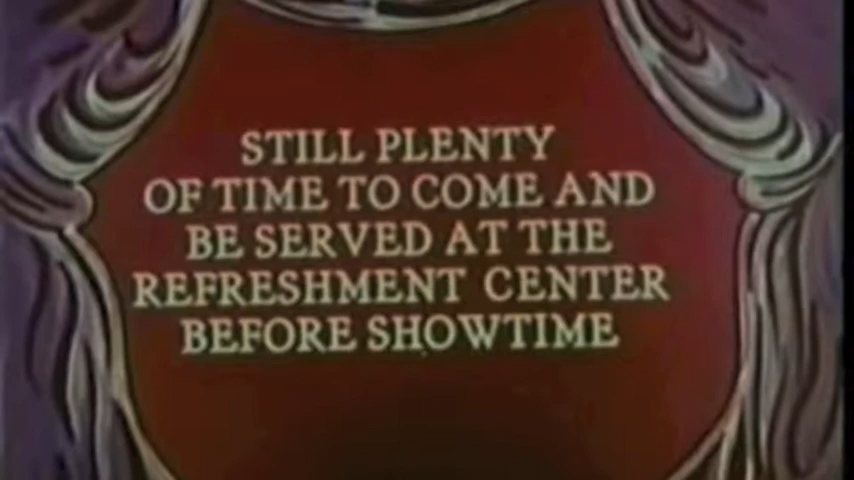 STILL PLENTY
OF TIME TO COME AND
BE SERVED AT THE
REFRESHMENT CENTER
BEFORE SHOWTIME